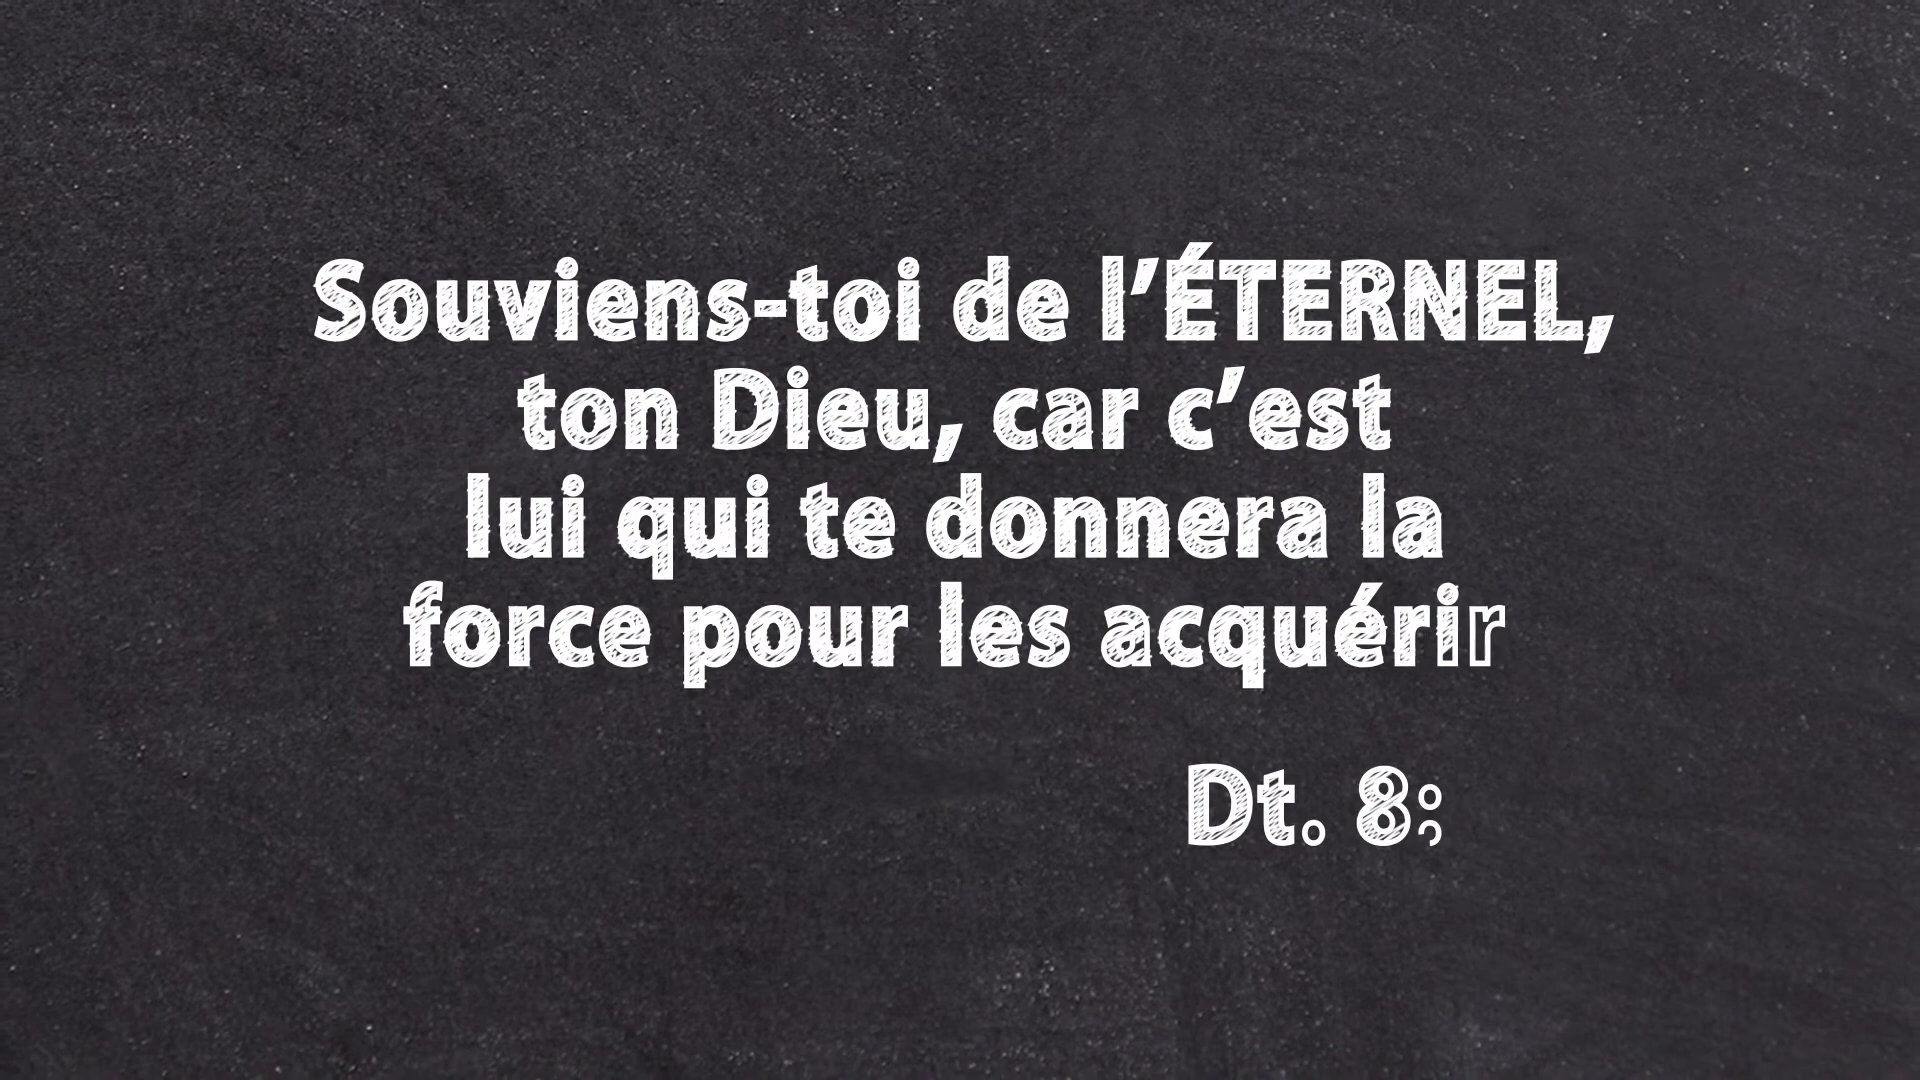 Souviens-toi de l’ÉTERNEL,
ton Dieu, car c’est
lui qui te donnera la
force pour les acquérir
Dt. 8: